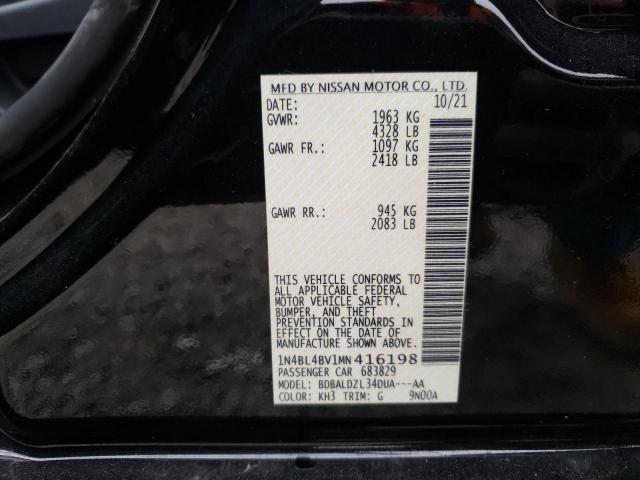 MFD BY NISSAN MOTOR CO., LTD.
DATE: 10/21
GVWR: 1963 KG
4328 LB
GAWR FR.: 1097 KG
2418 LB
GAWR RR.: 945 KG
2083 LB
THIS VEHICLE CONFORMS TO
ALL APPLICABLE FEDERAL
MOTOR VEHICLE SAFETY,
BUMPER, AND THEFT
PREVENTION STANDARDS
IN EFFECT ON THE DATE OF
MANUFACTURE SHOWN ABOVE.
1N4BL4BV1MN416198
PASSENGER CAR 683829
MODEL: BDBALDZL34DUA---AA
COLOR: KH3 TRIM: G 9N00A